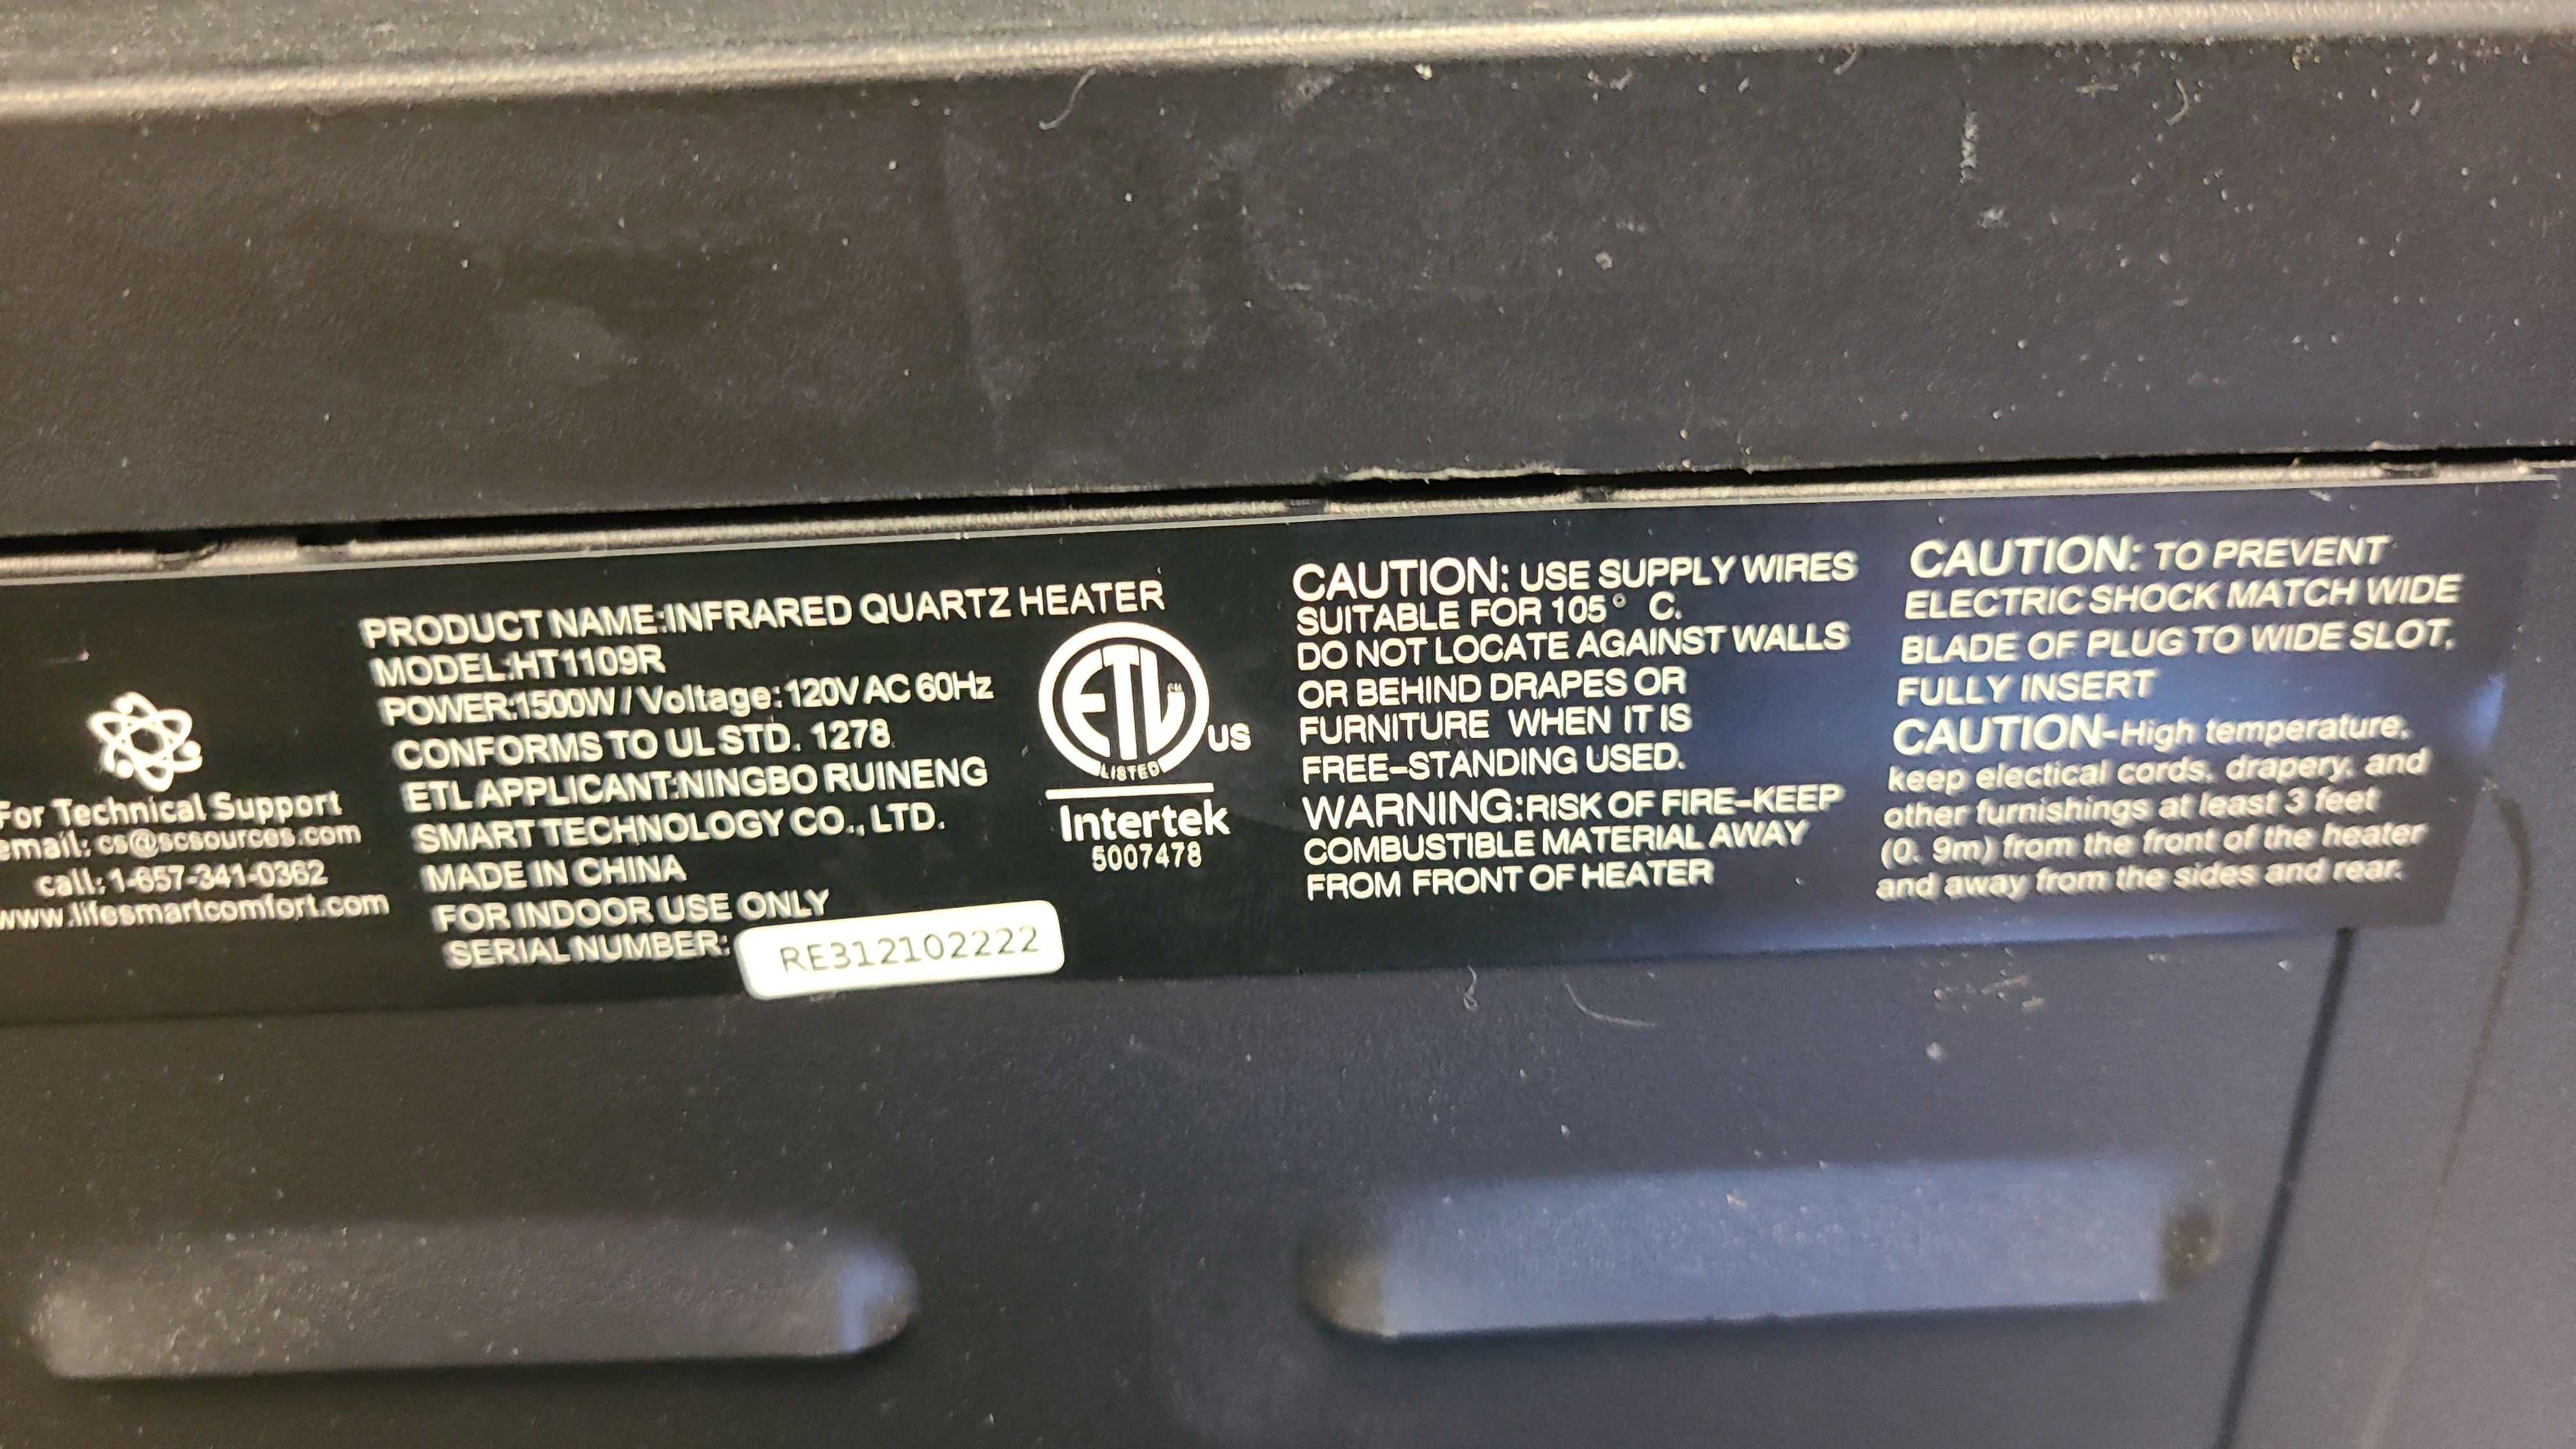 For Technical Support
email: cs@scsources.com
call: 1-657-341-0362
www.lifesmartcomfort.com
PRODUCT NAME:INFRARED QUARTZ HEATER
MODEL:HT1109R
POWER:1500W / Voltage: 120V AC 60Hz
CONFORMS TO UL STD. 1278
ETL APPLICANT:NINGBO RUINENG
SMART TECHNOLOGY CO., LTD.
MADE IN CHINA
FOR INDOOR USE ONLY
SERIAL NUMBER: RE312102222
ETL CM
US
LISTED
Intertek
5007478
CAUTION: USE SUPPLY WIRES
SUITABLE FOR 105° C.
DO NOT LOCATE AGAINST WALLS
OR BEHIND DRAPES OR
FURNITURE WHEN IT IS
FREE-STANDING USED.
WARNING:RISK OF FIRE-KEEP
COMBUSTIBLE MATERIAL AWAY
FROM FRONT OF HEATER
CAUTION: TO PREVENT
ELECTRIC SHOCK MATCH WIDE
BLADE OF PLUG TO WIDE SLOT,
FULLY INSERT
CAUTION-High temperature,
keep electical cords, drapery, and
other furnishings at least 3 feet
(0. 9m) from the front of the heater
and away from the sides and rear.